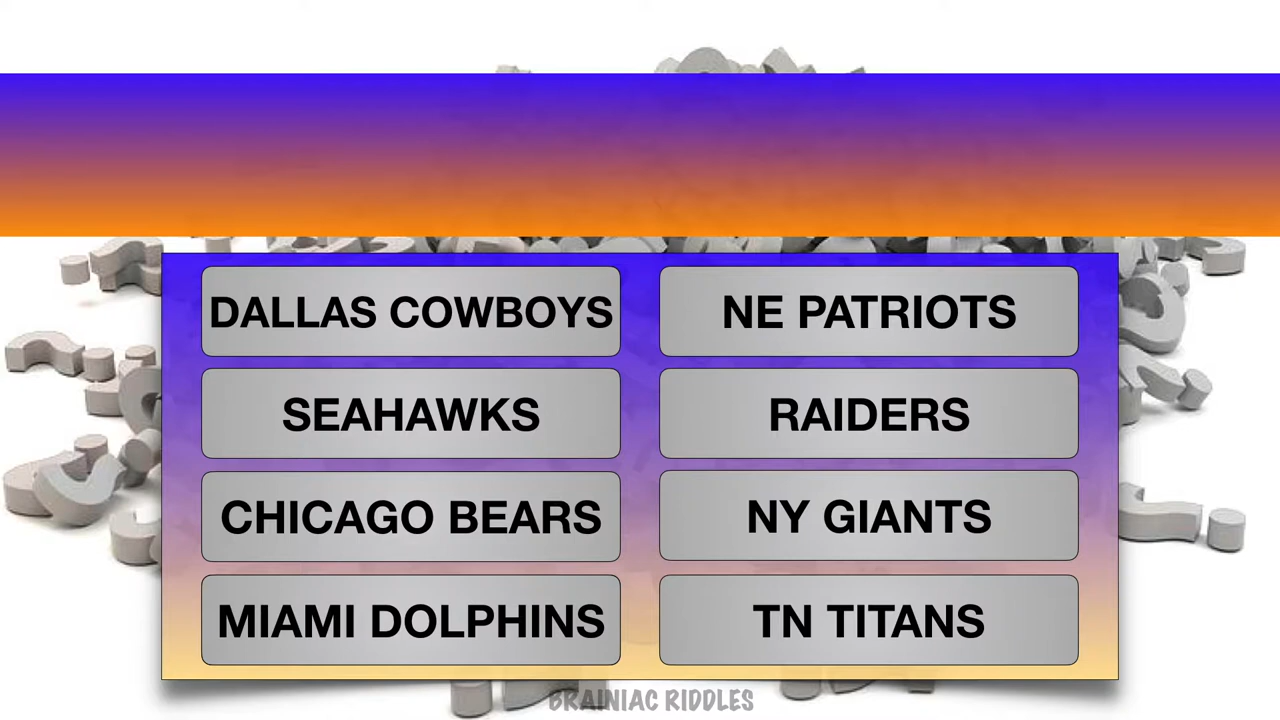 DALLAS COWBOYS
NE PATRIOTS
SEAHAWKS
RAIDERS
CHICAGO BEARS
NY GIANTS
MIAMI DOLPHINS
TN TITANS
BRAINIAC RIDDLES